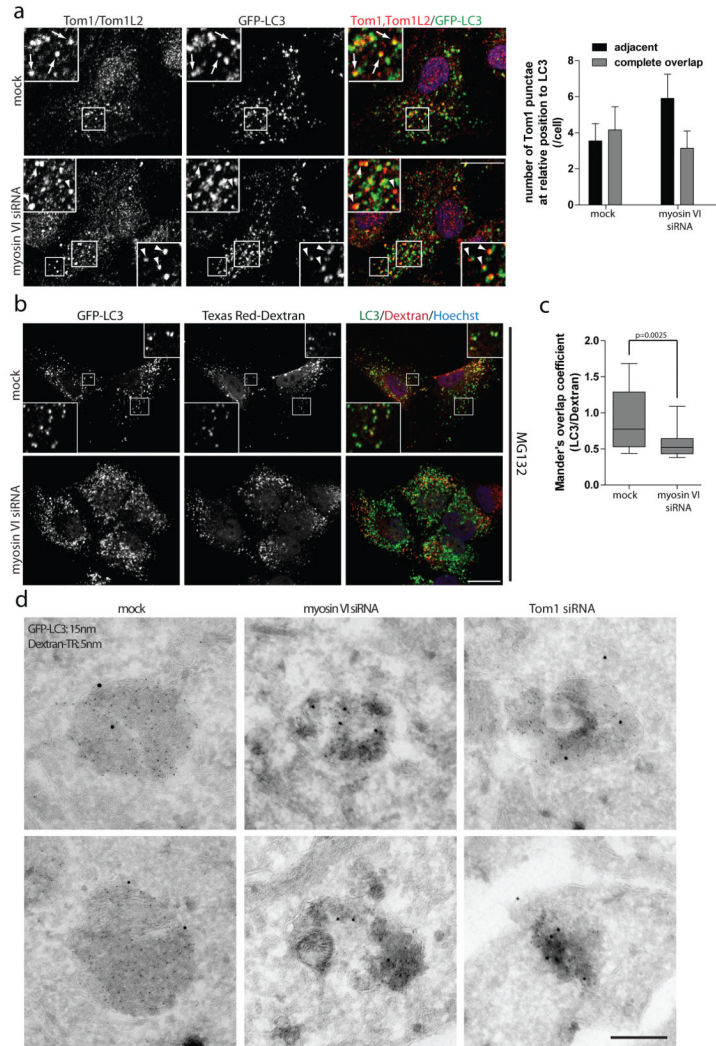 a
Tom1/Tom1L2
GFP-LC3
Tom1,Tom1L2/GFP-LC3
mock
myosin VI siRNA
adjacent
complete overlap
number of Tom1 punctae
at relative position to LC3
(/cell)
8
6
4
2
0
mock
myosin VI
siRNA
b
GFP-LC3
Texas Red-Dextran
LC3/Dextran/Hoechst
mock
myosin VI siRNA
MG132
c
p=0.0025
Mander's overlap coefficient
(LC3/Dextran)
2.0
1.5
1.0
0.5
0.0
mock
myosin VI
siRNA
d
mock
myosin VI siRNA
Tom1 siRNA
GFP-LC3: 15nm
Dextran-TR: 5nm